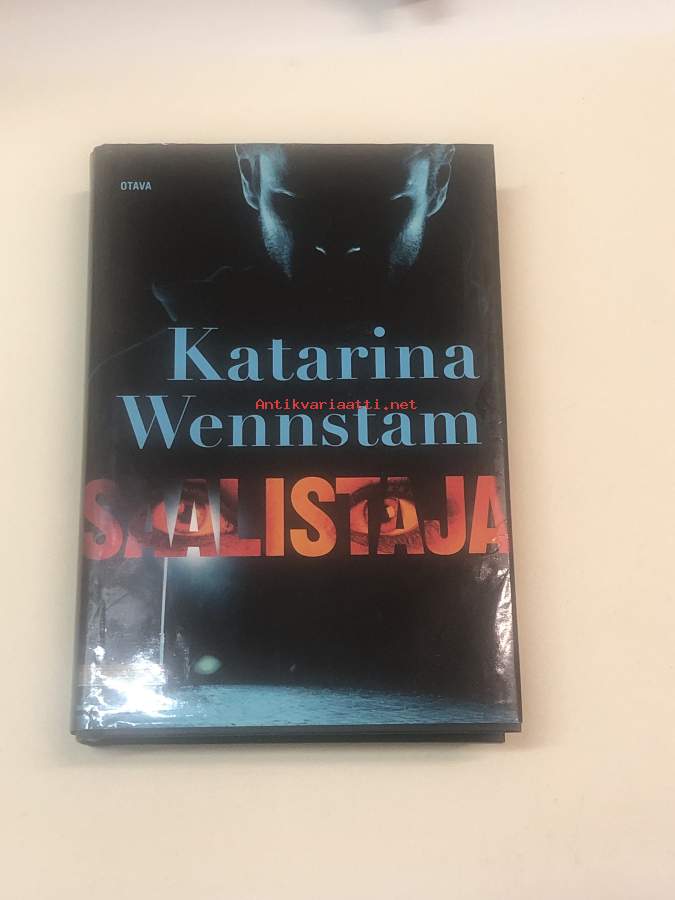 OTAVA
Katarina
Antikvariaatti.net
Wennstam
SAALISTAJA